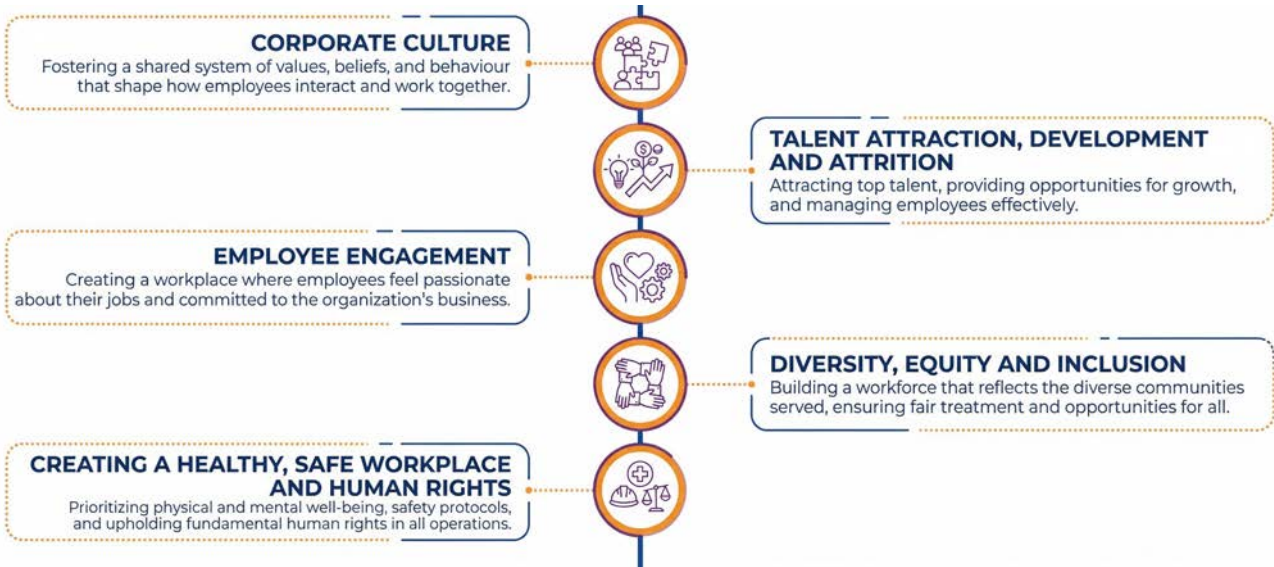 CORPORATE CULTURE
Fostering a shared system of values, beliefs, and behaviour
that shape how employees interact and work together.
TALENT ATTRACTION, DEVELOPMENT
AND ATTRITION
Attracting top talent, providing opportunities for growth,
and managing employees effectively.
EMPLOYEE ENGAGEMENT
Creating a workplace where employees feel passionate
about their jobs and committed to the organization's business.
DIVERSITY, EQUITY AND INCLUSION
Building a workforce that reflects the diverse communities
served, ensuring fair treatment and opportunities for all.
CREATING A HEALTHY, SAFE WORKPLACE
AND HUMAN RIGHTS
Prioritizing physical and mental well-being, safety protocols,
and upholding fundamental human rights in all operations.